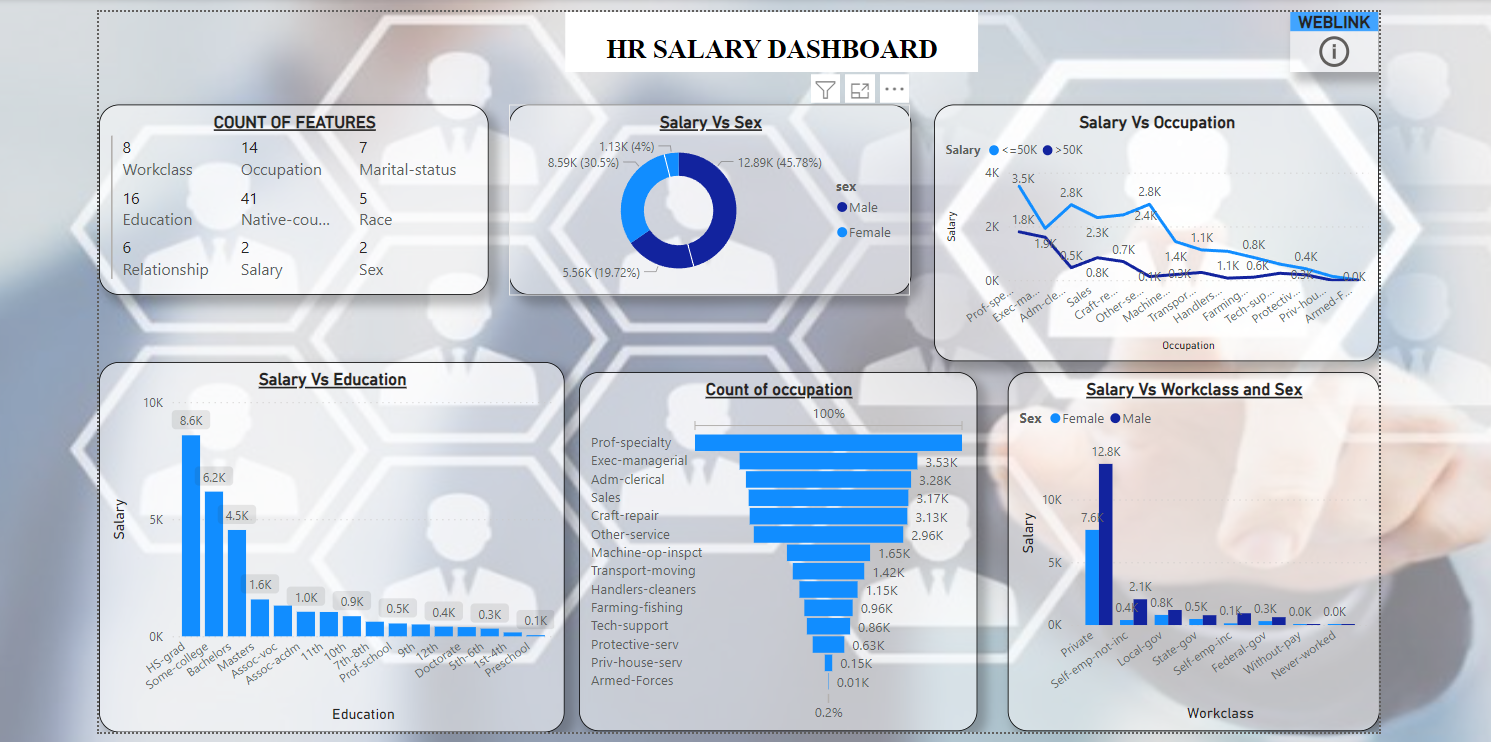 HR SALARY DASHBOARD
WEBLINK
COUNT OF FEATURES
8 14 7
Workclass Occupation Marital-status
16 41 5
Education Native-cou... Race
6 2 2
Relationship Salary Sex
Salary Vs Sex
1.13K (4%)
8.59K (30.5%)
12.89K (45.78%)
5.56K (19.72%)
sex
Male
Female
Salary Vs Occupation
Salary <=50K >50K
4K
2K
0K
Salary
3.5K
2.8K
2.8K
1.8K
2.4K
1.9K
2.3K
0.5K
0.7K
1.1K
0.8K
0.8K
1.4K
0.4K
0.1K
0.3K
1.1K
0.6K
0.3K
0.0K
Prof-spe...
Exec-ma...
Adm-cle...
Sales
Craft-re...
Other-se...
Machine...
Transpor...
Handlers...
Farming...
Tech-sup...
Protectiv...
Priv-hou...
Armed-F...
Occupation
Salary Vs Education
10K
5K
0K
Salary
8.6K
6.2K
4.5K
1.6K
1.0K
0.9K
0.5K
0.4K
0.3K
0.1K
HS-grad
Some-college
Bachelors
Masters
Assoc-voc
Assoc-acdm
11th
10th
7th-8th
Prof-school
9th
12th
Doctorate
5th-6th
1st-4th
Preschool
Education
Count of occupation
100%
Prof-specialty
Exec-managerial 3.53K
Adm-clerical 3.28K
Sales 3.17K
Craft-repair 3.13K
Other-service 2.96K
Machine-op-inspct 1.65K
Transport-moving 1.42K
Handlers-cleaners 1.15K
Farming-fishing 0.96K
Tech-support 0.86K
Protective-serv 0.63K
Priv-house-serv 0.15K
Armed-Forces 0.01K
0.2%
Salary Vs Workclass and Sex
Sex Female Male
10K
5K
0K
Salary
12.8K
7.6K
0.4K
2.1K
0.8K
0.5K
0.1K
0.3K
0.0K
0.0K
Private
Self-emp-not-inc
Local-gov
State-gov
Self-emp-inc
Federal-gov
Without-pay
Never-worked
Workclass